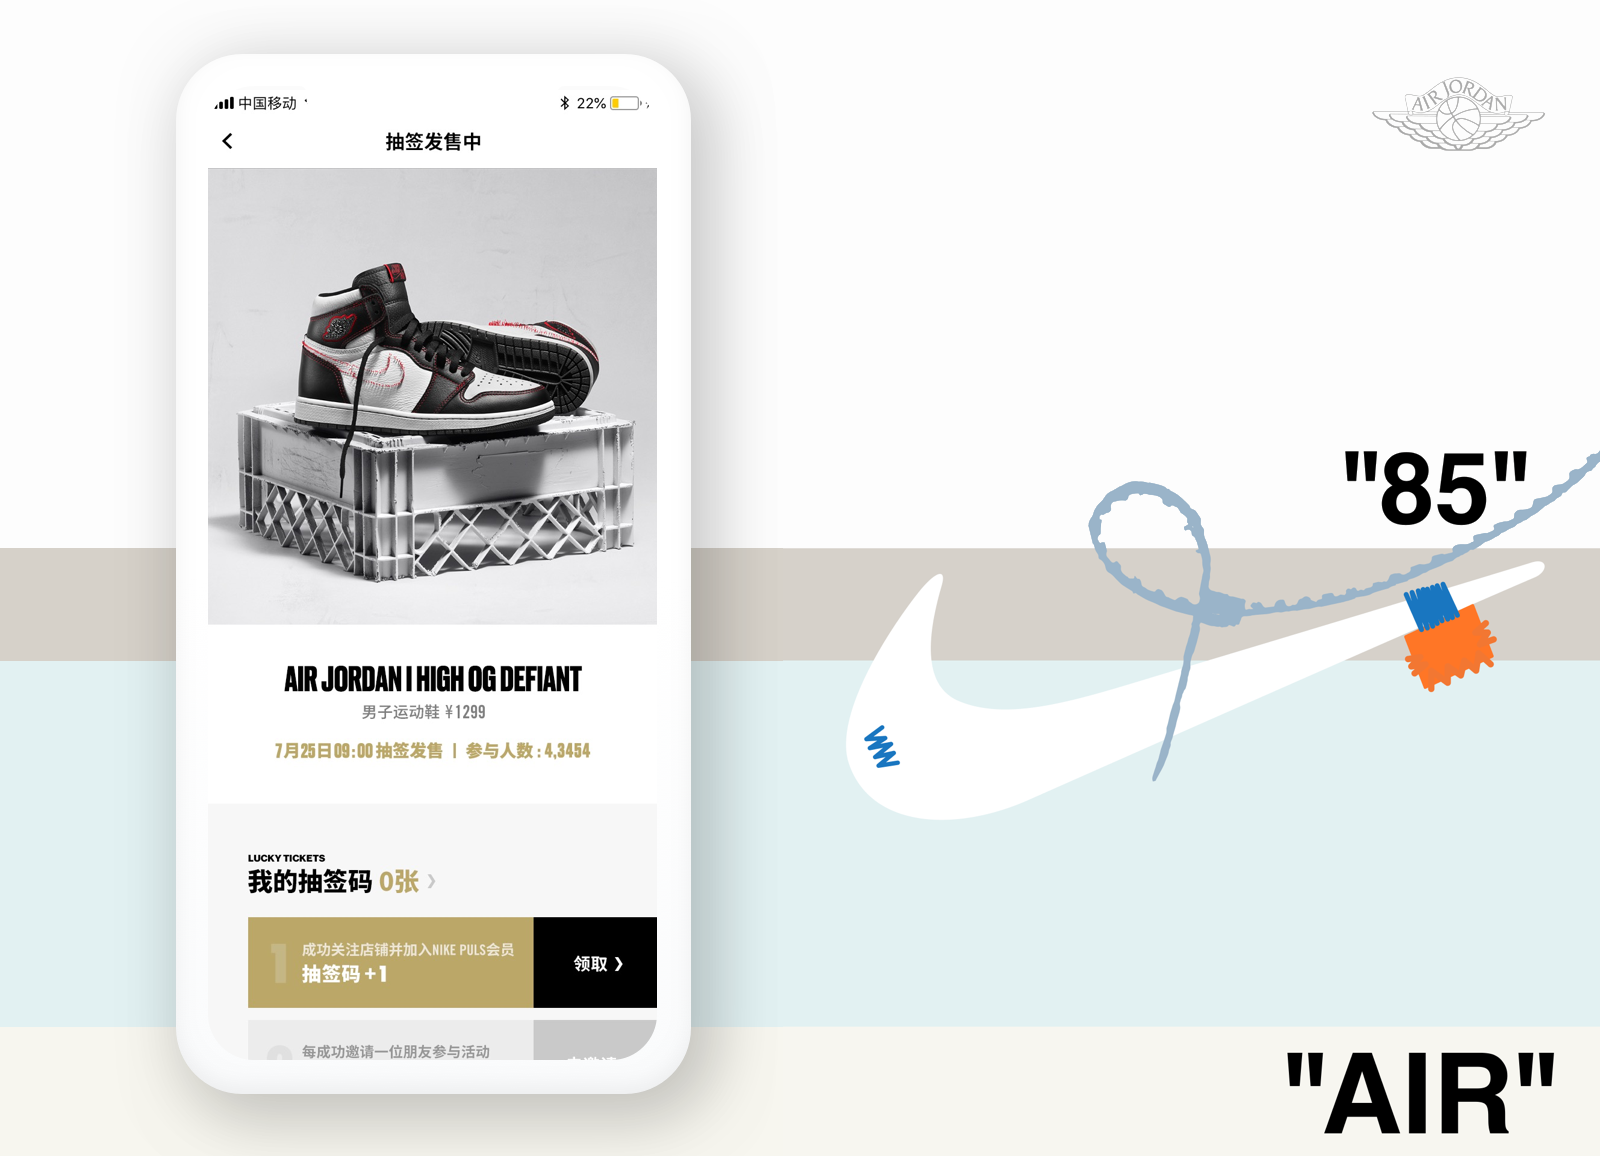 中国移动
22%
抽签发售中
AIR JORDAN I HIGH OG DEFIANT
男子运动鞋 ¥1299
7月25日09:00 抽签发售 | 参与人数 : 4,3454
LUCKY TICKETS
我的抽签码 0张 ›
1
成功关注店铺并加入NIKE PULS会员
抽签码 +1
领取 ❯
每成功邀请一位朋友参与活动
AIR JORDAN
"85"
"AIR"